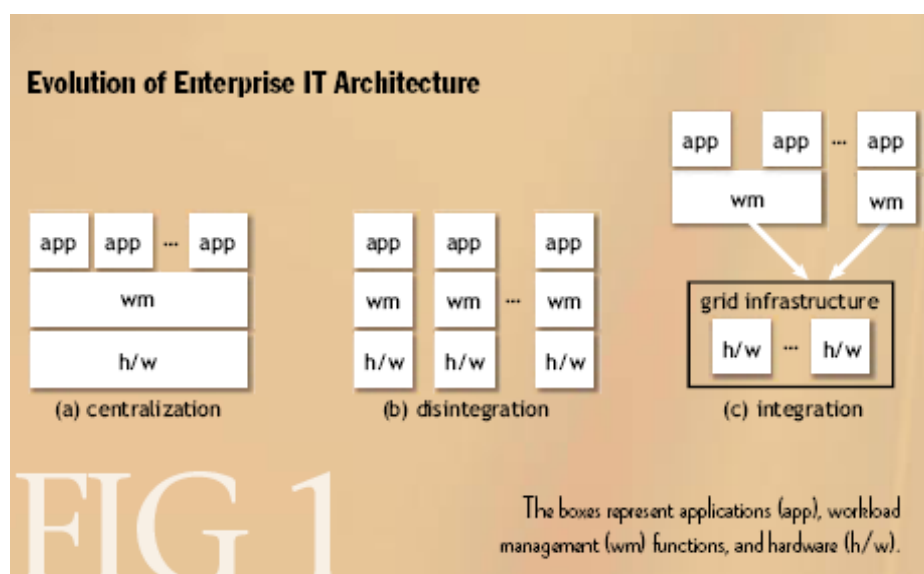 Evolution of Enterprise IT Architecture
app app ... app
wm
h/w
(a) centralization
app app app
wm wm ... wm
h/w h/w h/w
(b) disintegration
app app ... app
wm wm
grid infrastructure
h/w ... h/w
(c) integration
FIG 1
The boxes represent applications (app), workload
management (wm) functions, and hardware (h/w).